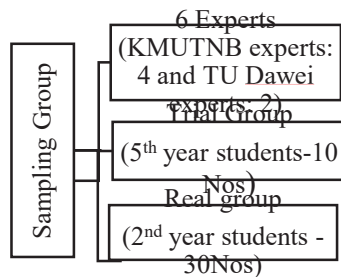 Sampling Group
6 Experts
(KMUTNB experts:
4 and TU Dawei
experts: 2)
Trial Group
(5th year students-10
Nos)
Real group
(2nd year students -
30Nos)